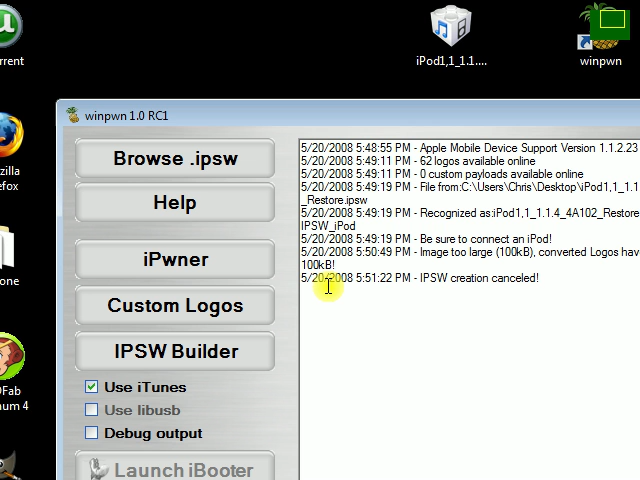 rrent
zilla
efox
one
DFab
num 4
iPod1,1_1.1....
winpwn
winpwn 1.0 RC1
Browse .ipsw
Help
iPwner
Custom Logos
IPSW Builder
Use iTunes
Use libusb
Debug output
Launch iBooter
5/20/2008 5:48:55 PM - Apple Mobile Device Support Version 1.1.2.23
5/20/2008 5:49:11 PM - 62 logos available online
5/20/2008 5:49:11 PM - 0 custom payloads available online
5/20/2008 5:49:19 PM - File from:C:\Users\Chris\Desktop\iPod1,1_1.1
_Restore.ipsw
5/20/2008 5:49:19 PM - Recognized as:iPod1,1_1.1.4_4A102_Restore
IPSW_iPod
5/20/2008 5:49:19 PM - Be sure to connect an iPod!
5/20/2008 5:50:49 PM - Image too large (100kB), converted Logos hav
100kB!
5/20/2008 5:51:22 PM - IPSW creation canceled!